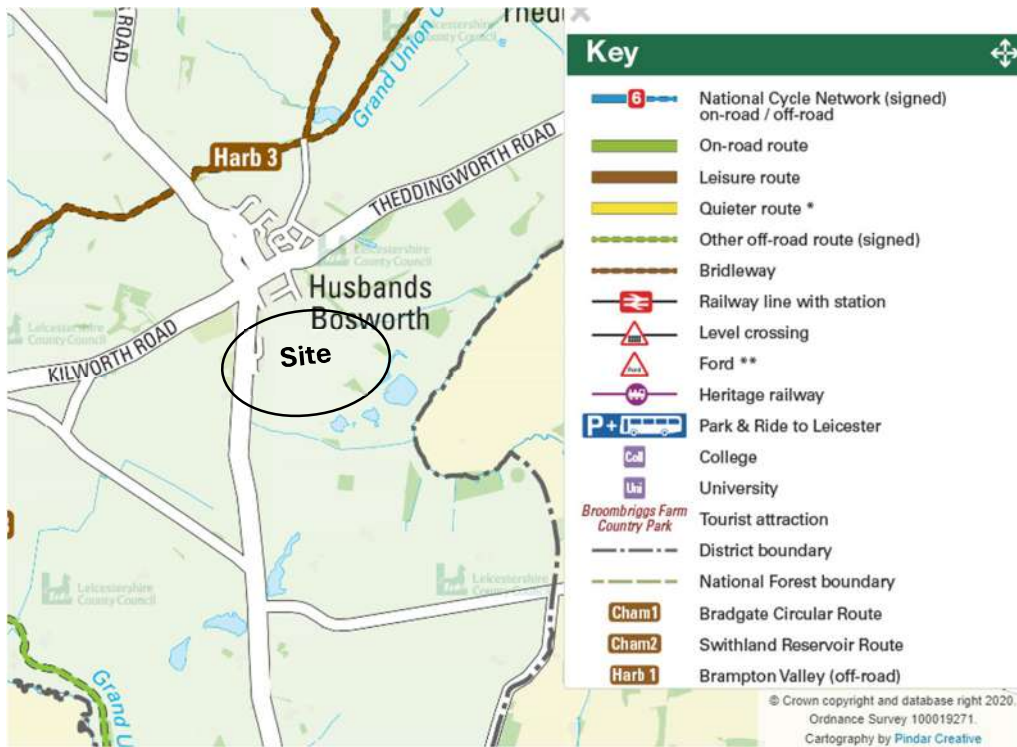 ROAD
Thedd
Grand Union C
Harb 3
THEDDINGWORTH ROAD
Leicestershire
County Council
Husbands
Bosworth
Leicestershire
County Council
KILWORTH ROAD
Site
Leicestershire
County Council
Leicestershire
County Council
Grand U
Key
6
National Cycle Network (signed)
on-road / off-road
On-road route
Leisure route
Quieter route *
Other off-road route (signed)
Bridleway
Railway line with station
Level crossing
Ford **
Heritage railway
P+
Park & Ride to Leicester
Coll
College
Uni
University
Broombriggs Farm
Country Park
Tourist attraction
District boundary
National Forest boundary
Cham1
Bradgate Circular Route
Cham2
Swithland Reservoir Route
Harb 1
Brampton Valley (off-road)
© Crown copyright and database right 2020.
Ordnance Survey 100019271.
Cartography by Pindar Creative